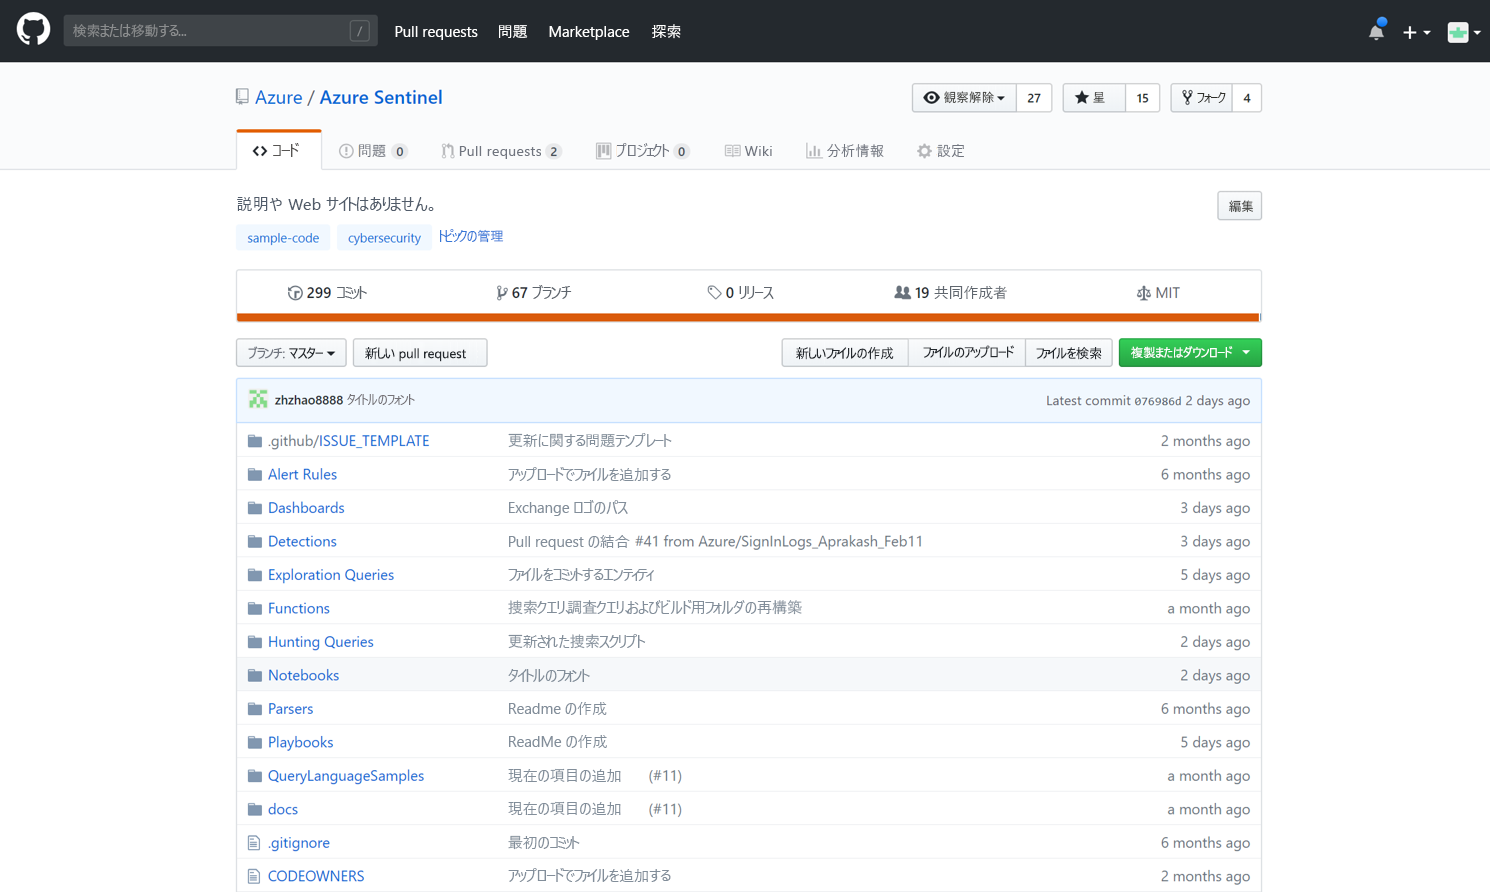 検索または移動する... /
Pull requests 問題 Marketplace 探索
Azure / Azure Sentinel
観察解除 27 星 15 フォーク 4
コード 問題 0 Pull requests 2 プロジェクト 0 Wiki 分析情報 設定
説明や Web サイトはありません。 編集
sample-code cybersecurity トピックの管理
299 コミット 67 ブランチ 0 リリース 19 共同作成者 MIT
ブランチ: マスター 新しい pull request 新しいファイルの作成 ファイルのアップロード ファイルを検索 複製またはダウンロード
zhzhao8888 タイトルのフォント Latest commit 076986d 2 days ago
.github/ISSUE_TEMPLATE 更新に関する問題テンプレート 2 months ago
Alert Rules アップロードでファイルを追加する 6 months ago
Dashboards Exchange ロゴのパス 3 days ago
Detections Pull request の結合 #41 from Azure/SignInLogs_Aprakash_Feb11 3 days ago
Exploration Queries ファイルをコミットするエンティティ 5 days ago
Functions 捜索クエリ、調査クエリ、およびビルド用フォルダの再構築 a month ago
Hunting Queries 更新された捜索スクリプト 2 days ago
Notebooks タイトルのフォント 2 days ago
Parsers Readme の作成 6 months ago
Playbooks ReadMe の作成 5 days ago
QueryLanguageSamples 現在の項目の追加 (#11) a month ago
docs 現在の項目の追加 (#11) a month ago
.gitignore 最初のコミット 6 months ago
CODEOWNERS アップロードでファイルを追加する 2 months ago